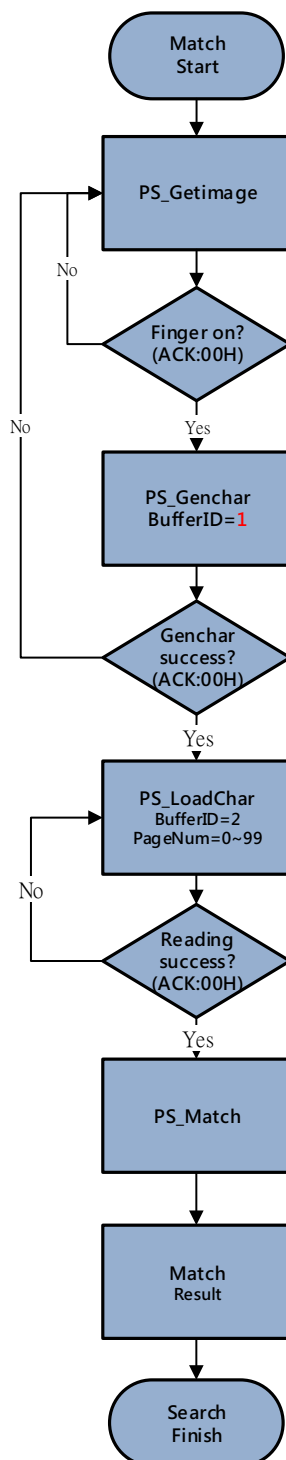 Match
Start
PS_Getimage
No
Finger on?
(ACK:00H)
No
Yes
PS_Genchar
BufferID=1
Genchar
success?
(ACK:00H)
Yes
PS_LoadChar
BufferID=2
PageNum=0~99
No
Reading
success?
(ACK:00H)
Yes
PS_Match
Match
Result
Search
Finish